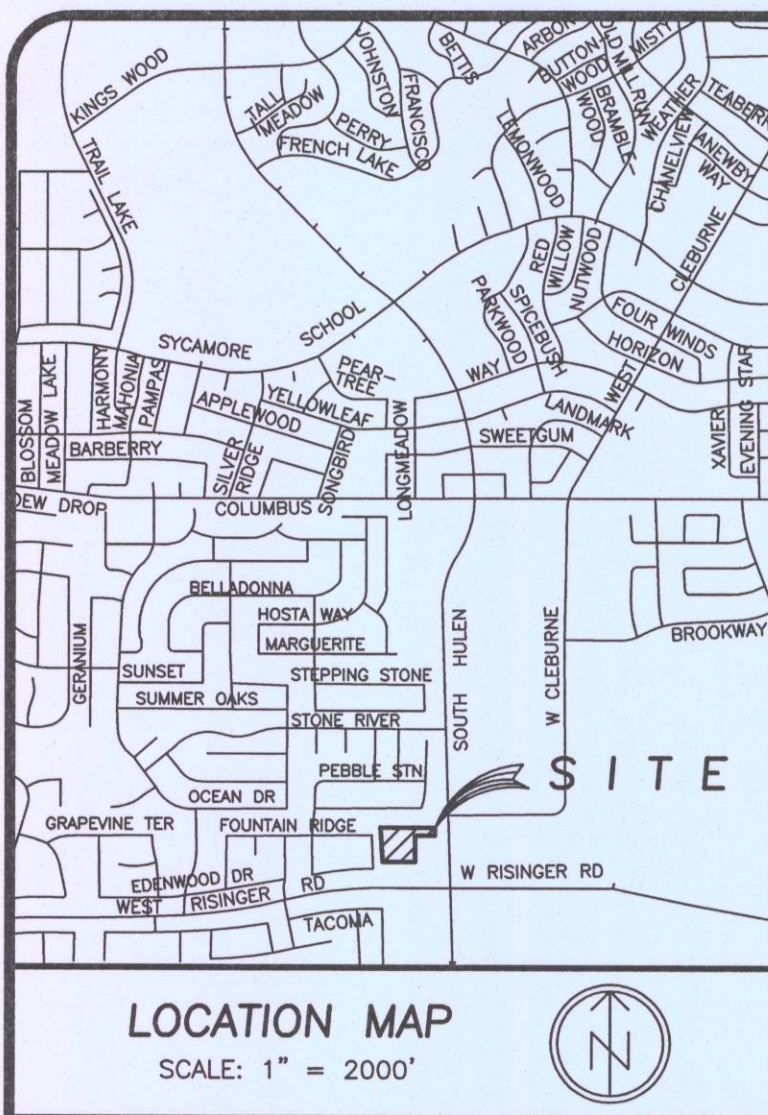 KINGS WOOD
TRAIL LAKE
TALL
MEADOW
JOHNSTON
PERRY
FRANCISCO
FRENCH LAKE
BETTIS
ARBOR
BUTTON-
WOOD
OLD MILL RUN
MISTY
BRAMBLE
WOOD
LEMONWOOD
WEATHER
CHANELVIEW
ANEWBY
WAY
CLEBURNE
RED
WILLOW
NUTWOOD
SPICEBUSH
PARKWOOD
FOUR WINDS
HORIZON
SYCAMORE
SCHOOL
WAY
WEST
PEAR-
TREE
BLOSSOM
MEADOW LAKE
HARMONY
MAHONIA
PAMPAS
APPLEWOOD
YELLOWLEAF
BARBERRY
SILVER
RIDGE
SONGBIRD
LONGMEADOW
SWEETGUM
LANDMARK
XAVIER
EVENING STAR
DEW DROP
COLUMBUS
BELLADONNA
HOSTA WAY
MARGUERITE
GERANIUM
SUNSET
SUMMER OAKS
STEPPING STONE
STONE RIVER
SOUTH HULEN
W CLEBURNE
BROOKWAY
PEBBLE STN
SITE
OCEAN DR
GRAPEVINE TER
FOUNTAIN RIDGE
EDENWOOD DR
WEST RISINGER RD
W RISINGER RD
TACOMA
LOCATION MAP
SCALE: 1" = 2000'
N